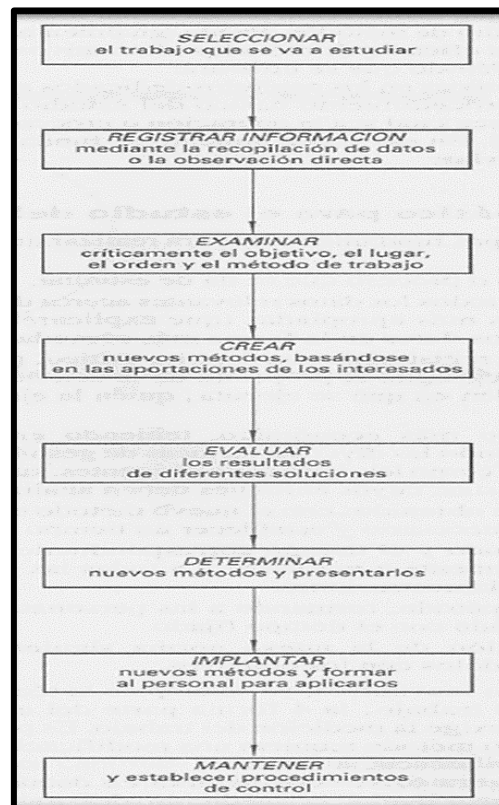 SELECCIONAR
el trabajo que se va a estudiar
REGISTRAR INFORMACION
mediante la recopilación de datos
o la observación directa
EXAMINAR
críticamente el objetivo, el lugar,
el orden y el método de trabajo
CREAR
nuevos métodos, basándose
en las aportaciones de los interesados
EVALUAR
los resultados
de diferentes soluciones
DETERMINAR
nuevos métodos y presentarlos
IMPLANTAR
nuevos métodos y formar
al personal para aplicarlos
MANTENER
y establecer procedimientos
de control